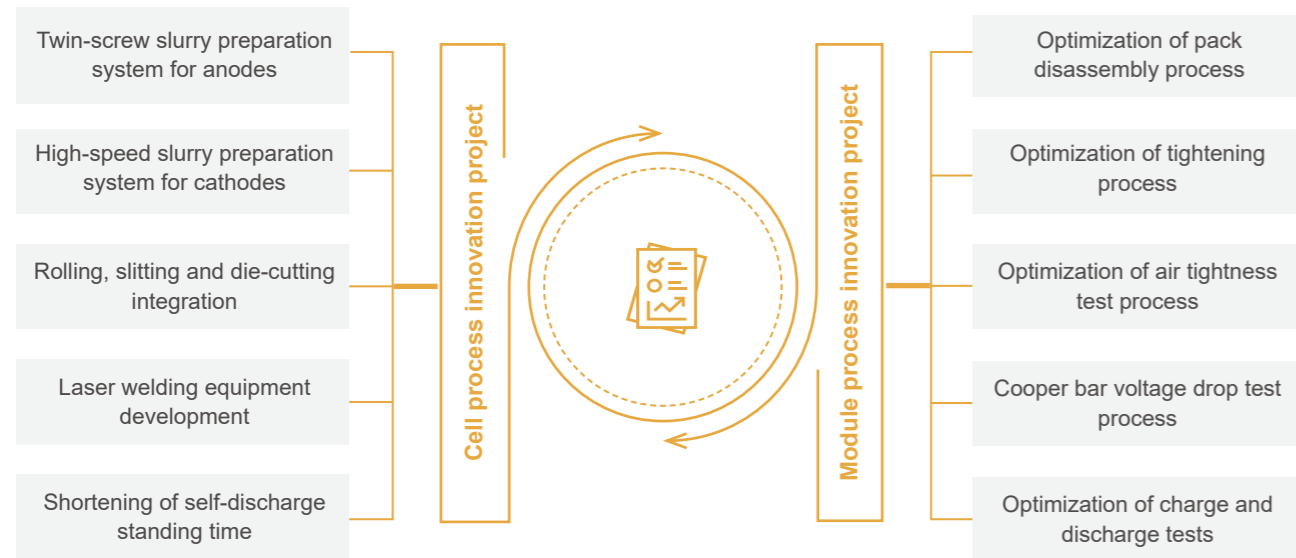 Twin-screw slurry preparation
system for anodes
High-speed slurry preparation
system for cathodes
Rolling, slitting and die-cutting
integration
Laser welding equipment
development
Shortening of self-discharge
standing time
Cell process innovation project
Module process innovation project
Optimization of pack
disassembly process
Optimization of tightening
process
Optimization of air tightness
test process
Cooper bar voltage drop test
process
Optimization of charge and
discharge tests